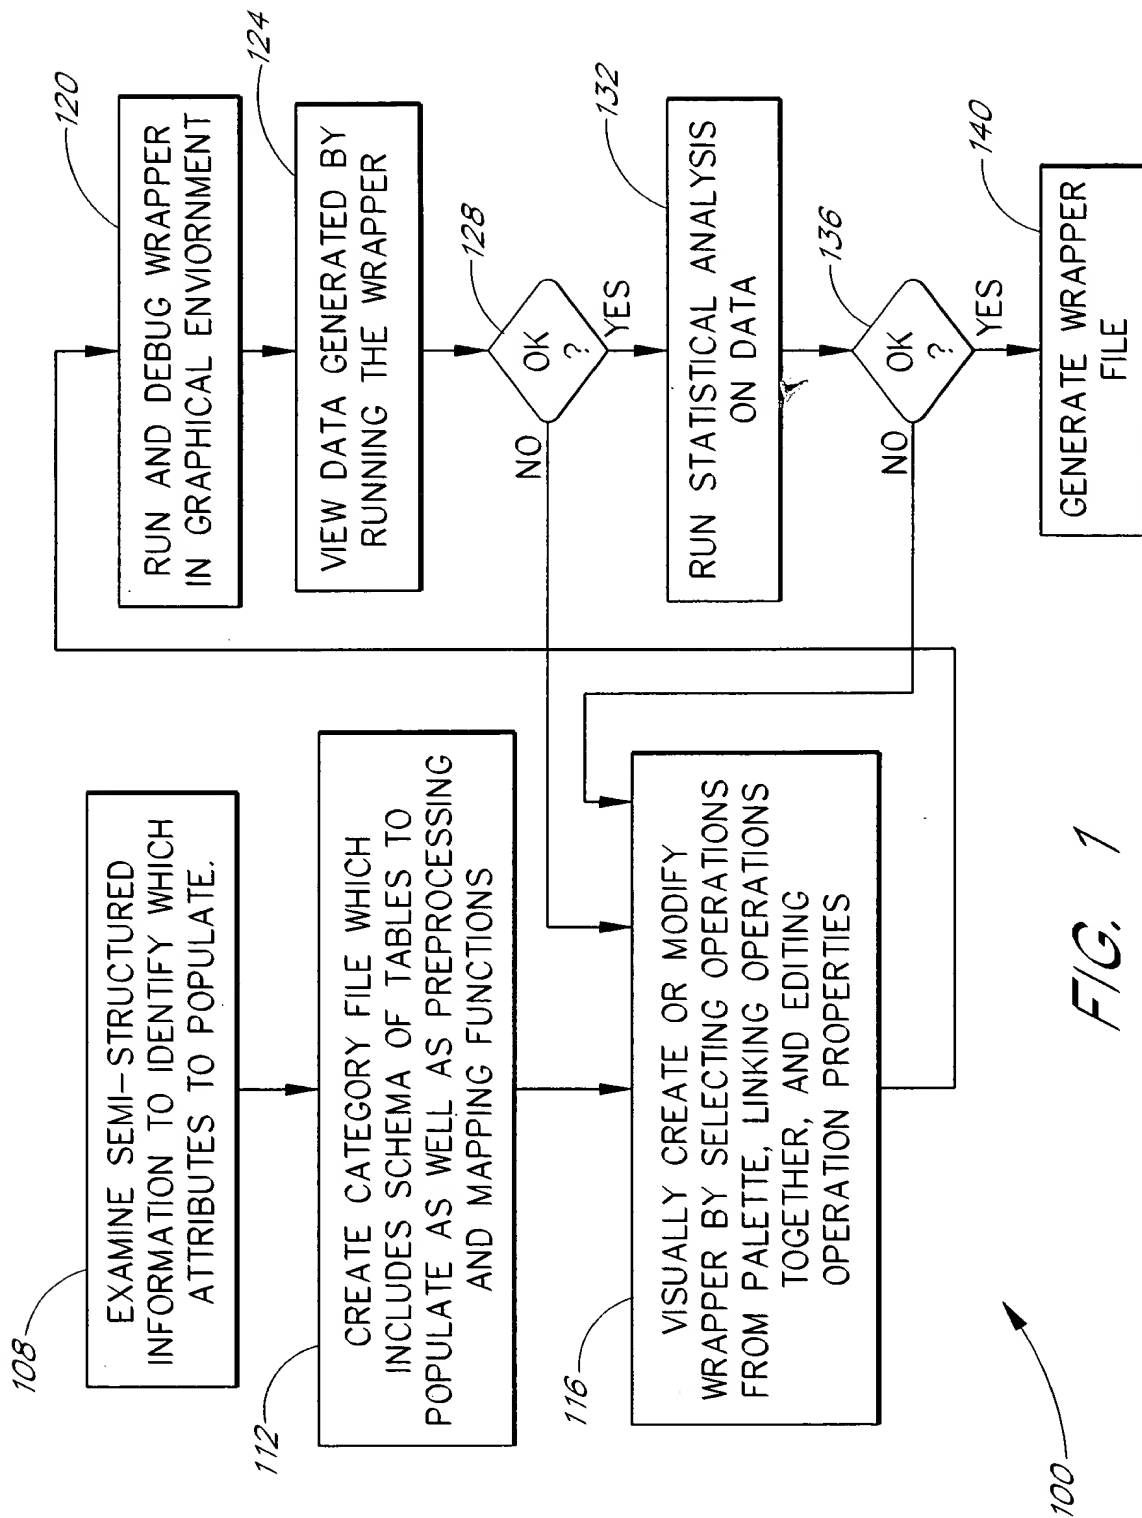 108
EXAMINE SEMI-STRUCTURED
INFORMATION TO IDENTIFY WHICH
ATTRIBUTES TO POPULATE.
112
CREATE CATEGORY FILE WHICH
INCLUDES SCHEMA OF TABLES TO
POPULATE AS WELL AS PREPROCESSING
AND MAPPING FUNCTIONS
116
VISUALLY CREATE OR MODIFY
WRAPPER BY SELECTING OPERATIONS
FROM PALETTE, LINKING OPERATIONS
TOGETHER, AND EDITING
OPERATION PROPERTIES
100
120
RUN AND DEBUG WRAPPER
IN GRAPHICAL ENVIORNMENT
124
VIEW DATA GENERATED BY
RUNNING THE WRAPPER
128
OK
?
NO
YES
132
RUN STATISTICAL ANALYSIS
ON DATA
136
OK
?
NO
YES
140
GENERATE WRAPPER
FILE
FIG. 1